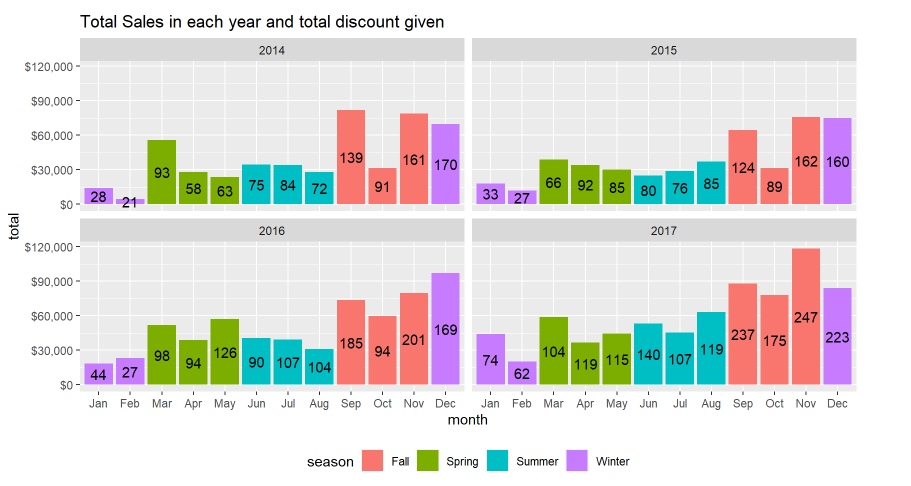 Total Sales in each year and total discount given
2014
2015
$120,000
$90,000
$60,000
$30,000
$0
28 21 93 58 63 75 84 72 139 91 161 170
33 27 66 92 85 80 76 85 124 89 162 160
total
2016
2017
$120,000
$90,000
$60,000
$30,000
$0
44 27 98 94 126 90 107 104 185 94 201 169
74 62 104 119 115 140 107 119 237 175 247 223
Jan Feb Mar Apr May Jun Jul Aug Sep Oct Nov Dec
Jan Feb Mar Apr May Jun Jul Aug Sep Oct Nov Dec
month
season Fall Spring Summer Winter